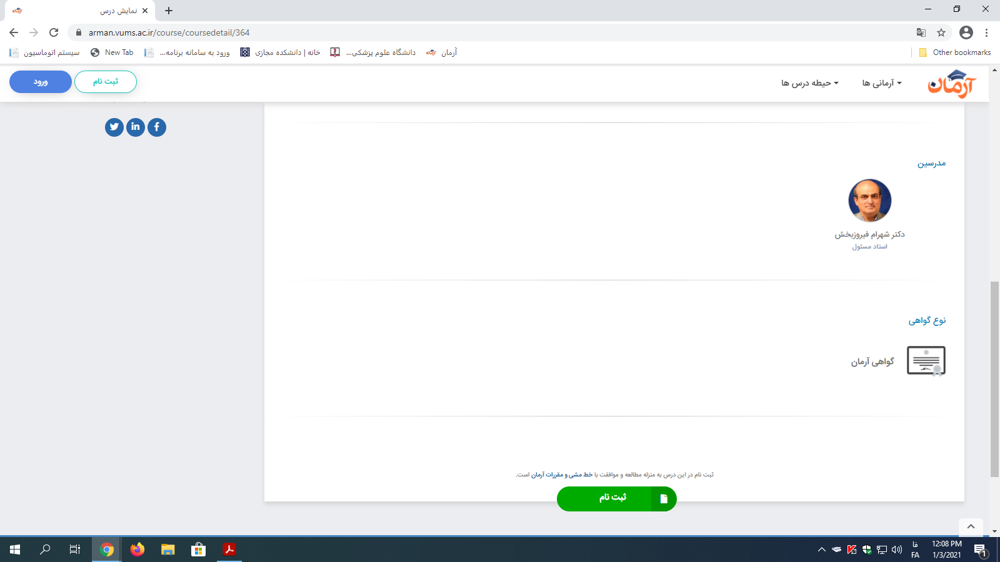 نمایش درس
arman.vums.ac.ir/course/coursedetail/364
سیستم اتوماسیون
New Tab
ورود به سامانه برنامه...
خانه | دانشکده مجازی
دانشگاه علوم پزشکی...
آرمان
Other bookmarks
آرمان
آرمانی ها
حیطه درس ها
ثبت نام
ورود
مدرسین
دکتر شهرام فیروزبخش
استاد مسئول
نوع گواهی
گواهی آرمان
ثبت نام در این درس به منزله مطالعه و موافقت با خط مشی و مقررات آرمان است.
ثبت نام
فا
FA
12:08 PM
1/3/2021
1